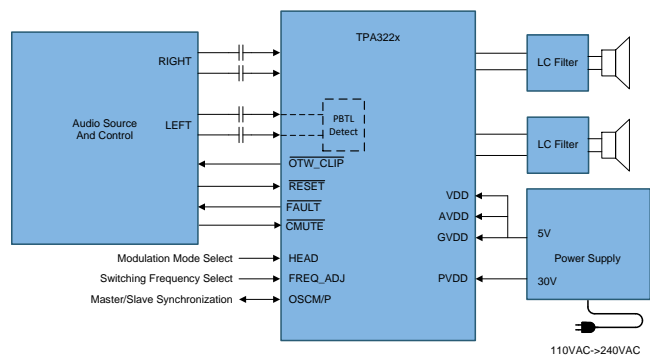 TPA322x
RIGHT
LEFT
Audio Source
And Control
PBTL
Detect
OTW_CLIP
RESET
FAULT
CMUTE
Modulation Mode Select
HEAD
Switching Frequency Select
FREQ_ADJ
Master/Slave Synchronization
OSCM/P
LC Filter
LC Filter
VDD
AVDD
GVDD
PVDD
5V
Power Supply
30V
110VAC->240VAC